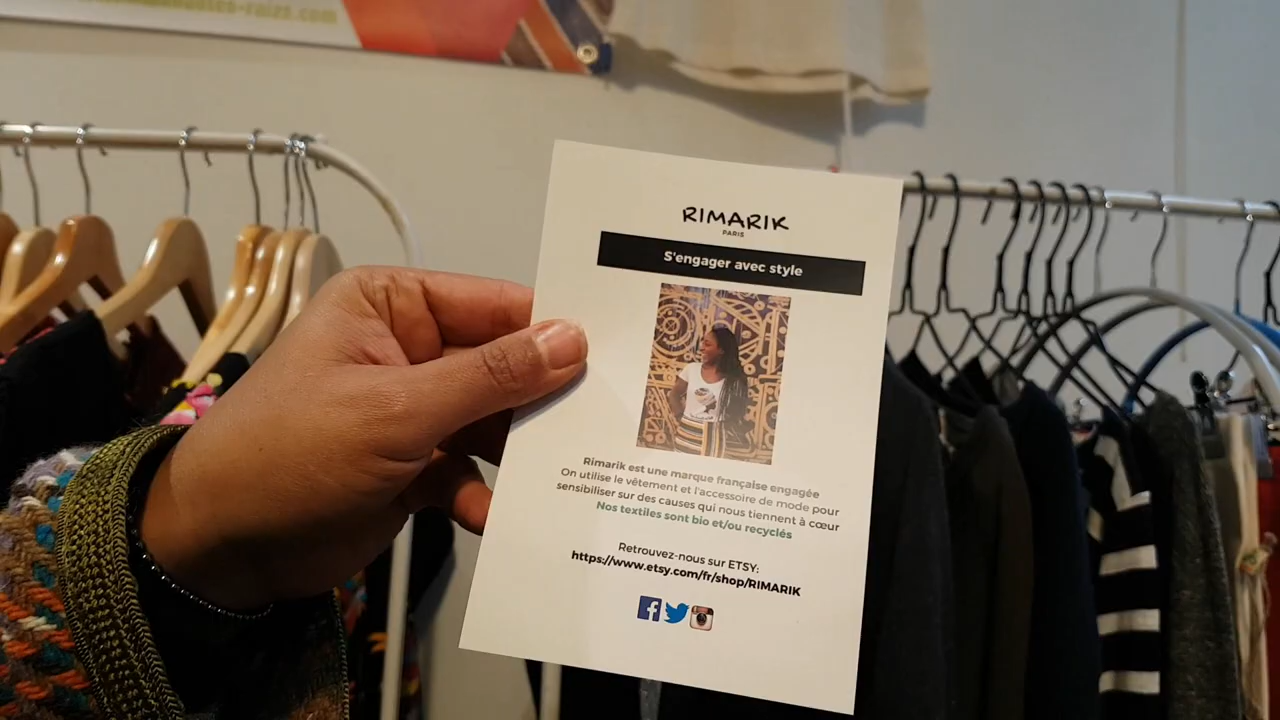 RIMARIK
PARIS
S'engager avec style
Rimarik est une marque française engagée
On utilise le vêtement et l'accessoire de mode pour
sensibiliser sur des causes qui nous tiennent à cœur
Nos textiles sont bio et/ou recyclés
Retrouvez-nous sur ETSY:
https://www.etsy.com/fr/shop/RIMARIK